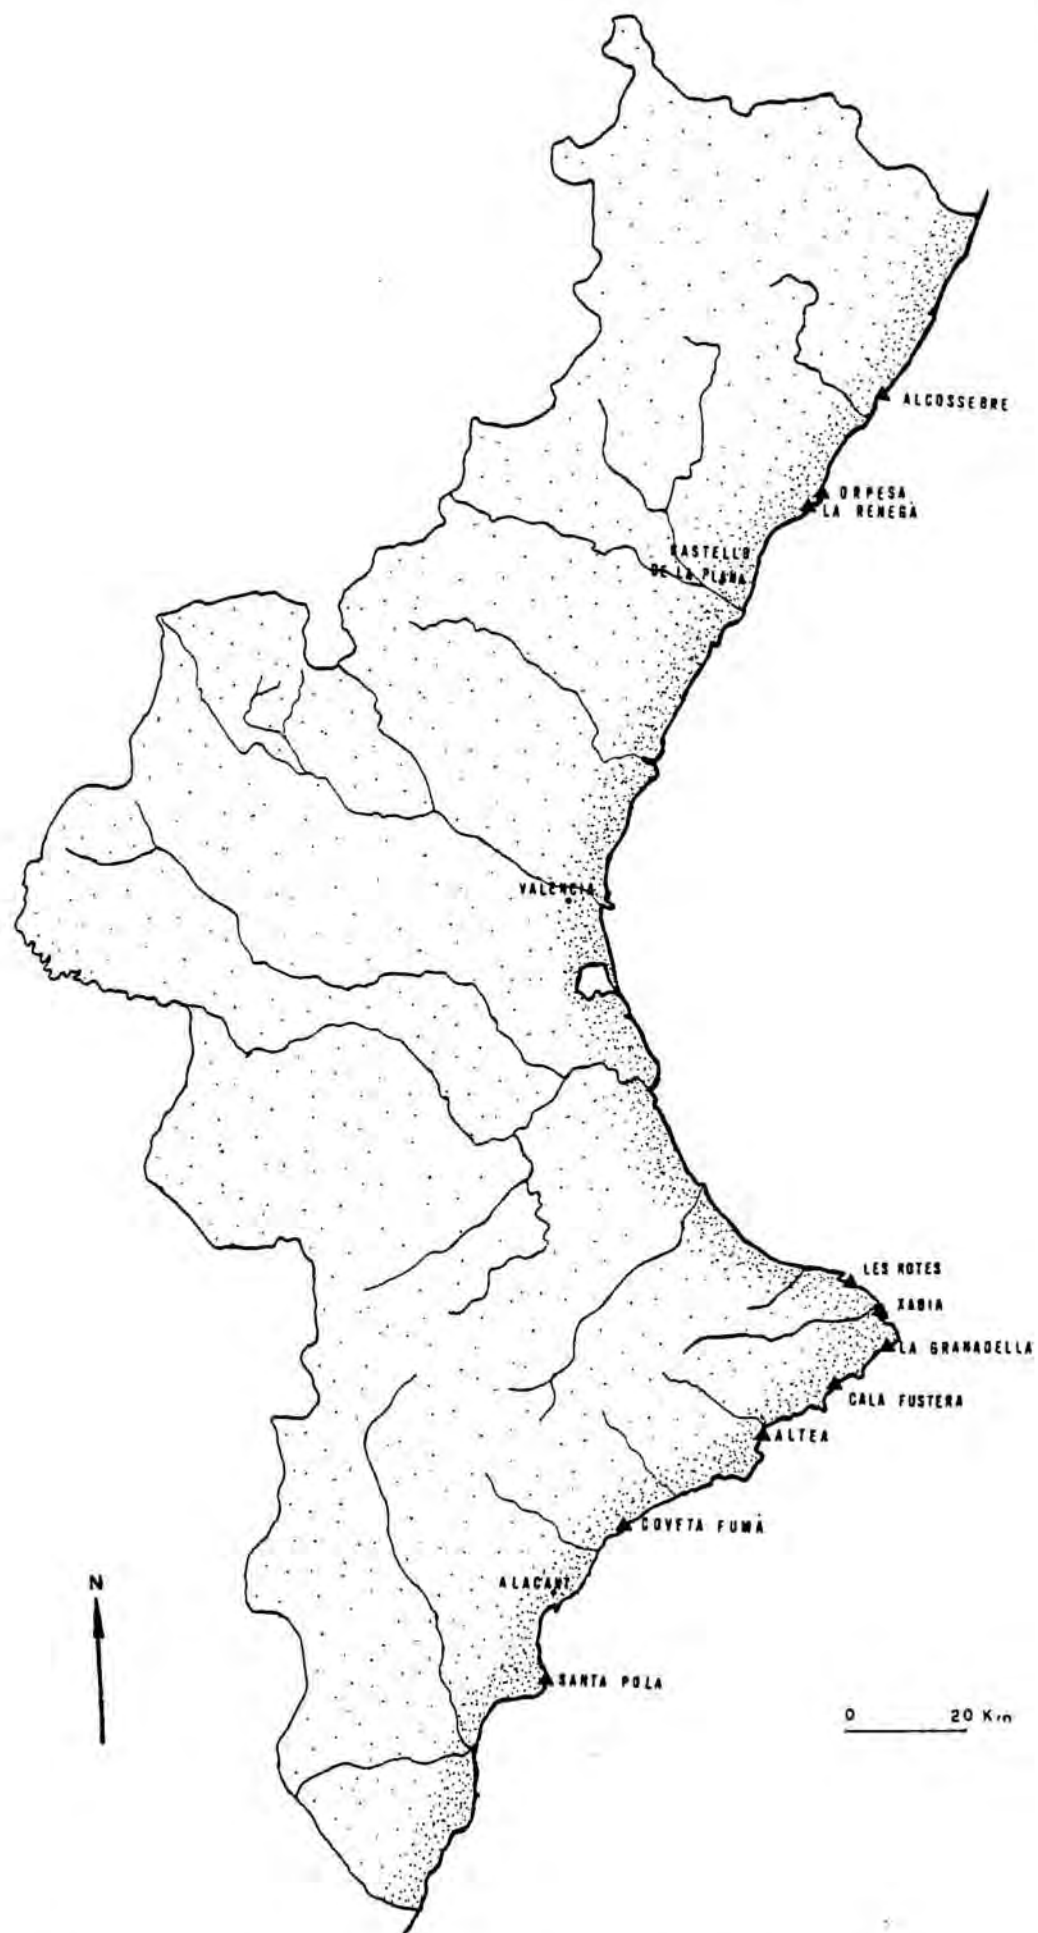 ALCOSSEBRE
ORPESA
LA RENEGÀ
CASTELLO
DE LA PLANA
VALENCIA
LES ROTES
XABIA
LA GRANADELLA
CALA FUSTERA
ALTEA
COVETA FUMÀ
ALACANT
N
SANTA POLA
0 20 Km